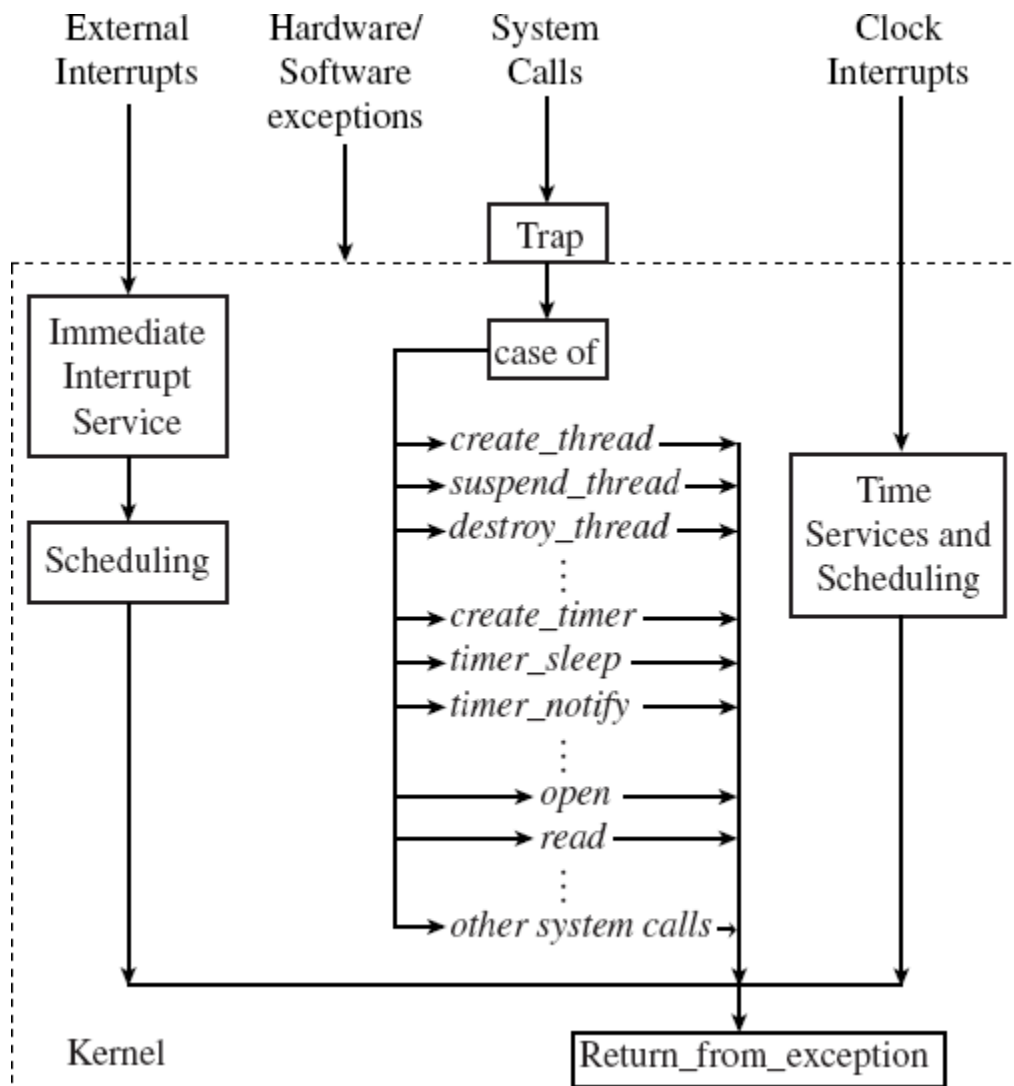 External
Interrupts
Hardware/
Software
exceptions
System
Calls
Clock
Interrupts
Trap
Immediate
Interrupt
Service
case of
create_thread
suspend_thread
destroy_thread
Scheduling
Time
Services and
Scheduling
create_timer
timer_sleep
timer_notify
open
read
other system calls
Kernel
Return_from_exception